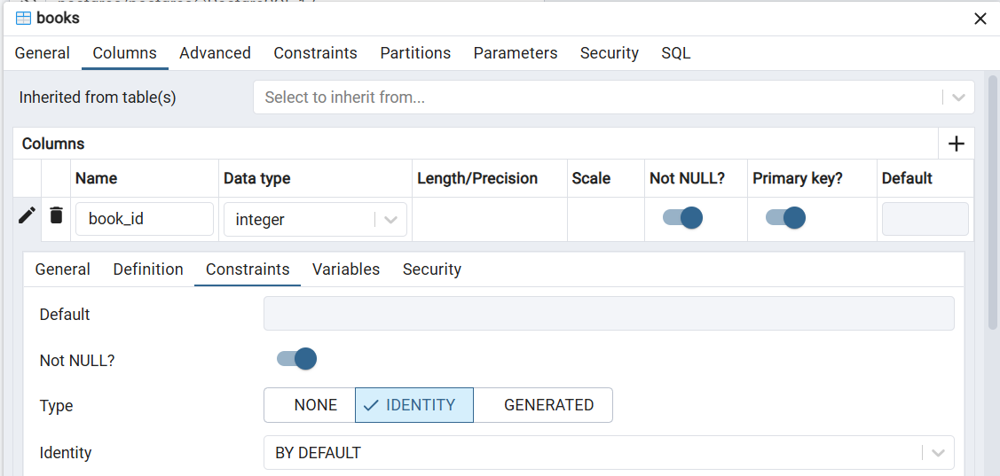 books
General Columns Advanced Constraints Partitions Parameters Security SQL
Inherited from table(s) Select to inherit from...
Columns
Name Data type Length/Precision Scale Not NULL? Primary key? Default
book_id integer
General Definition Constraints Variables Security
Default
Not NULL?
Type NONE IDENTITY GENERATED
Identity BY DEFAULT